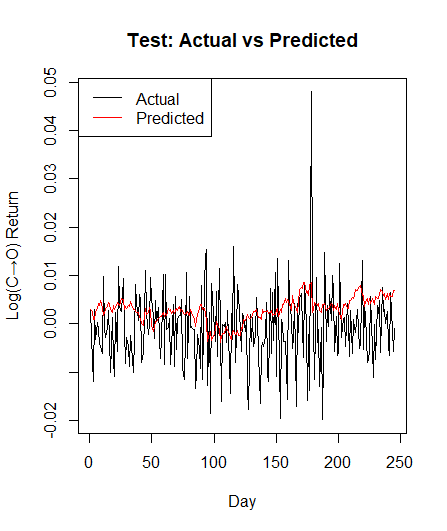 Test: Actual vs Predicted
Actual
Predicted
Log(C→O) Return
0.05
0.04
0.03
0.02
0.01
0.00
-0.02
0 50 100 150 200 250
Day